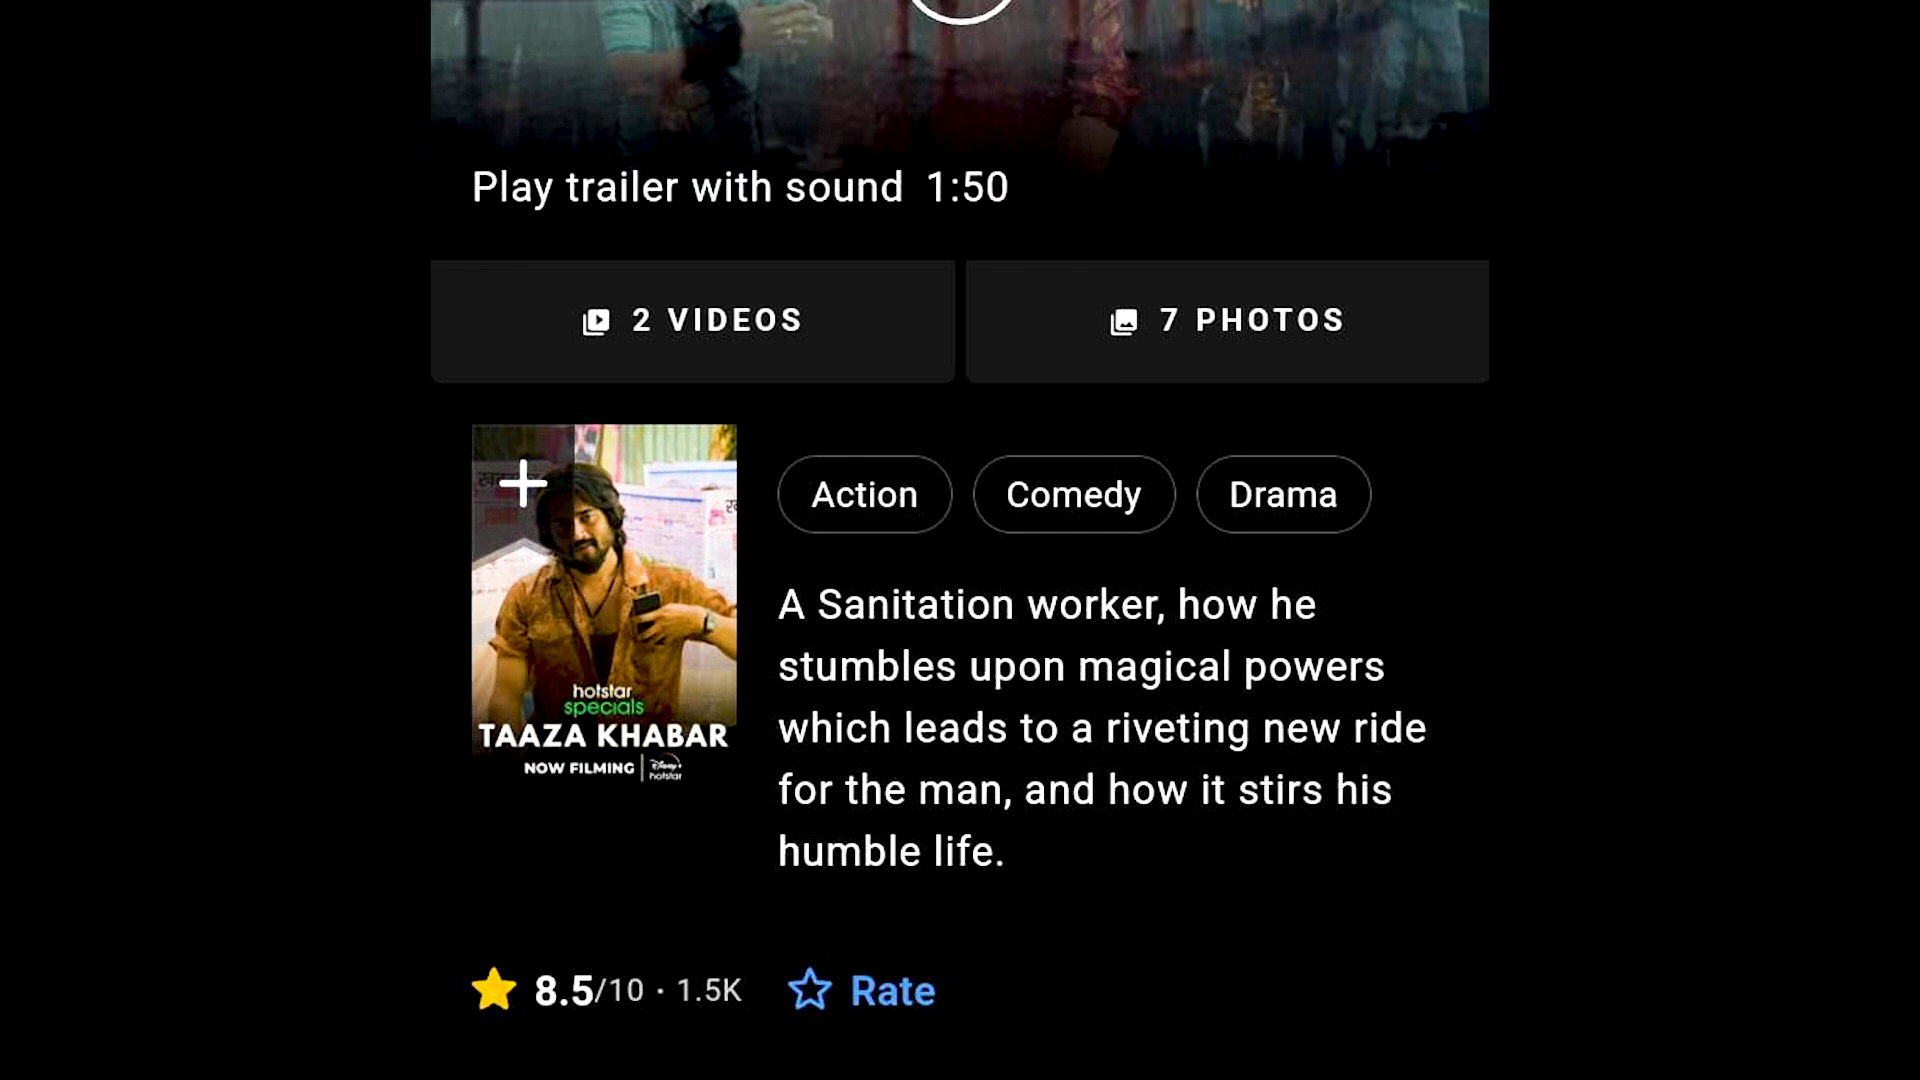 Play trailer with sound 1:50
2 VIDEOS
7 PHOTOS
Action
Comedy
Drama
A Sanitation worker, how he
stumbles upon magical powers
which leads to a riveting new ride
for the man, and how it stirs his
humble life.
hotstar
specials
TAAZA KHABAR
NOW FILMING
Disney+
hotstar
8.5/10 · 1.5K
Rate